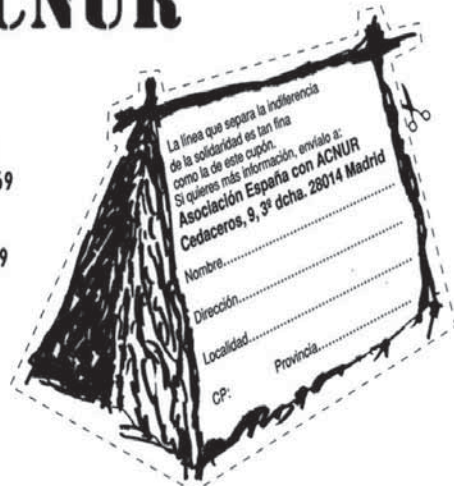 La línea que separa la indiferencia
de la solidaridad es tan fina
como la de este cupón.
Si quieres más información, envíalo a:
Asociación España con ACNUR
Cedaceros, 9, 3º dcha. 28014 Madrid
Nombre..............................
Dirección..............................
Localidad..............................
CP: Provincia....................